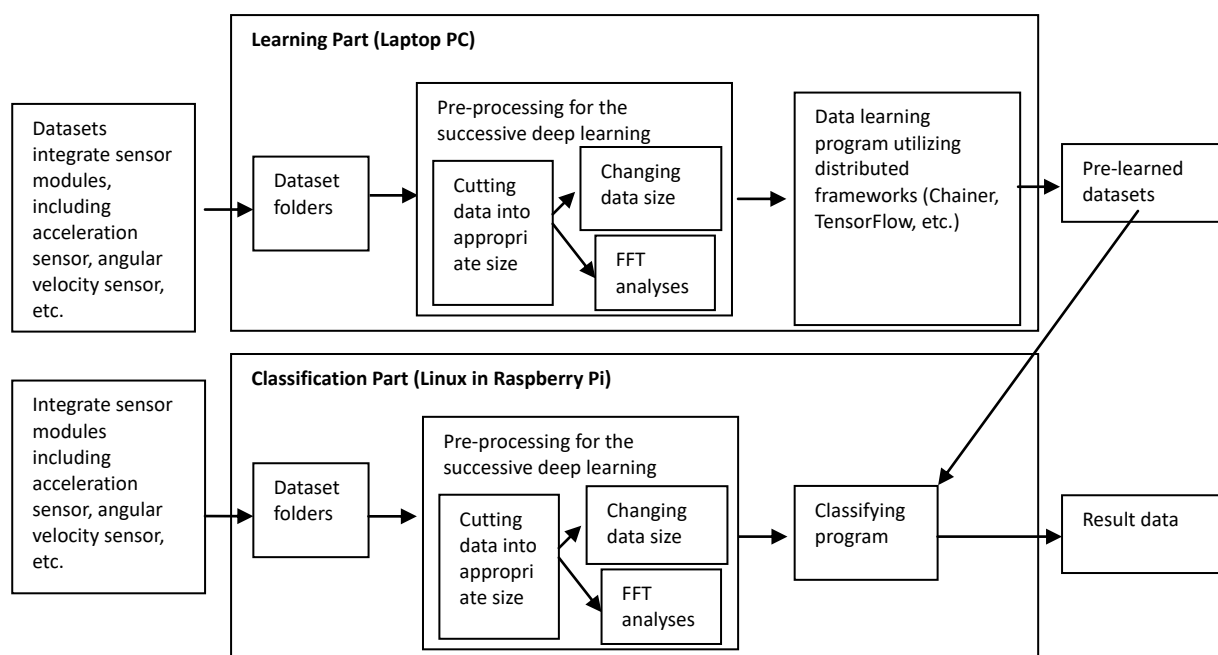 Learning Part (Laptop PC)
Datasets
integrate sensor
modules,
including
acceleration
sensor, angular
velocity sensor,
etc.
Dataset
folders
Pre-processing for the
successive deep learning
Cutting
data into
appropri
ate size
Changing
data size
FFT
analyses
Data learning
program utilizing
distributed
frameworks (Chainer,
TensorFlow, etc.)
Pre-learned
datasets
Classification Part (Linux in Raspberry Pi)
Integrate sensor
modules
including
acceleration
sensor, angular
velocity sensor,
etc.
Dataset
folders
Pre-processing for the
successive deep learning
Cutting
data into
appropri
ate size
Changing
data size
FFT
analyses
Classifying
program
Result data